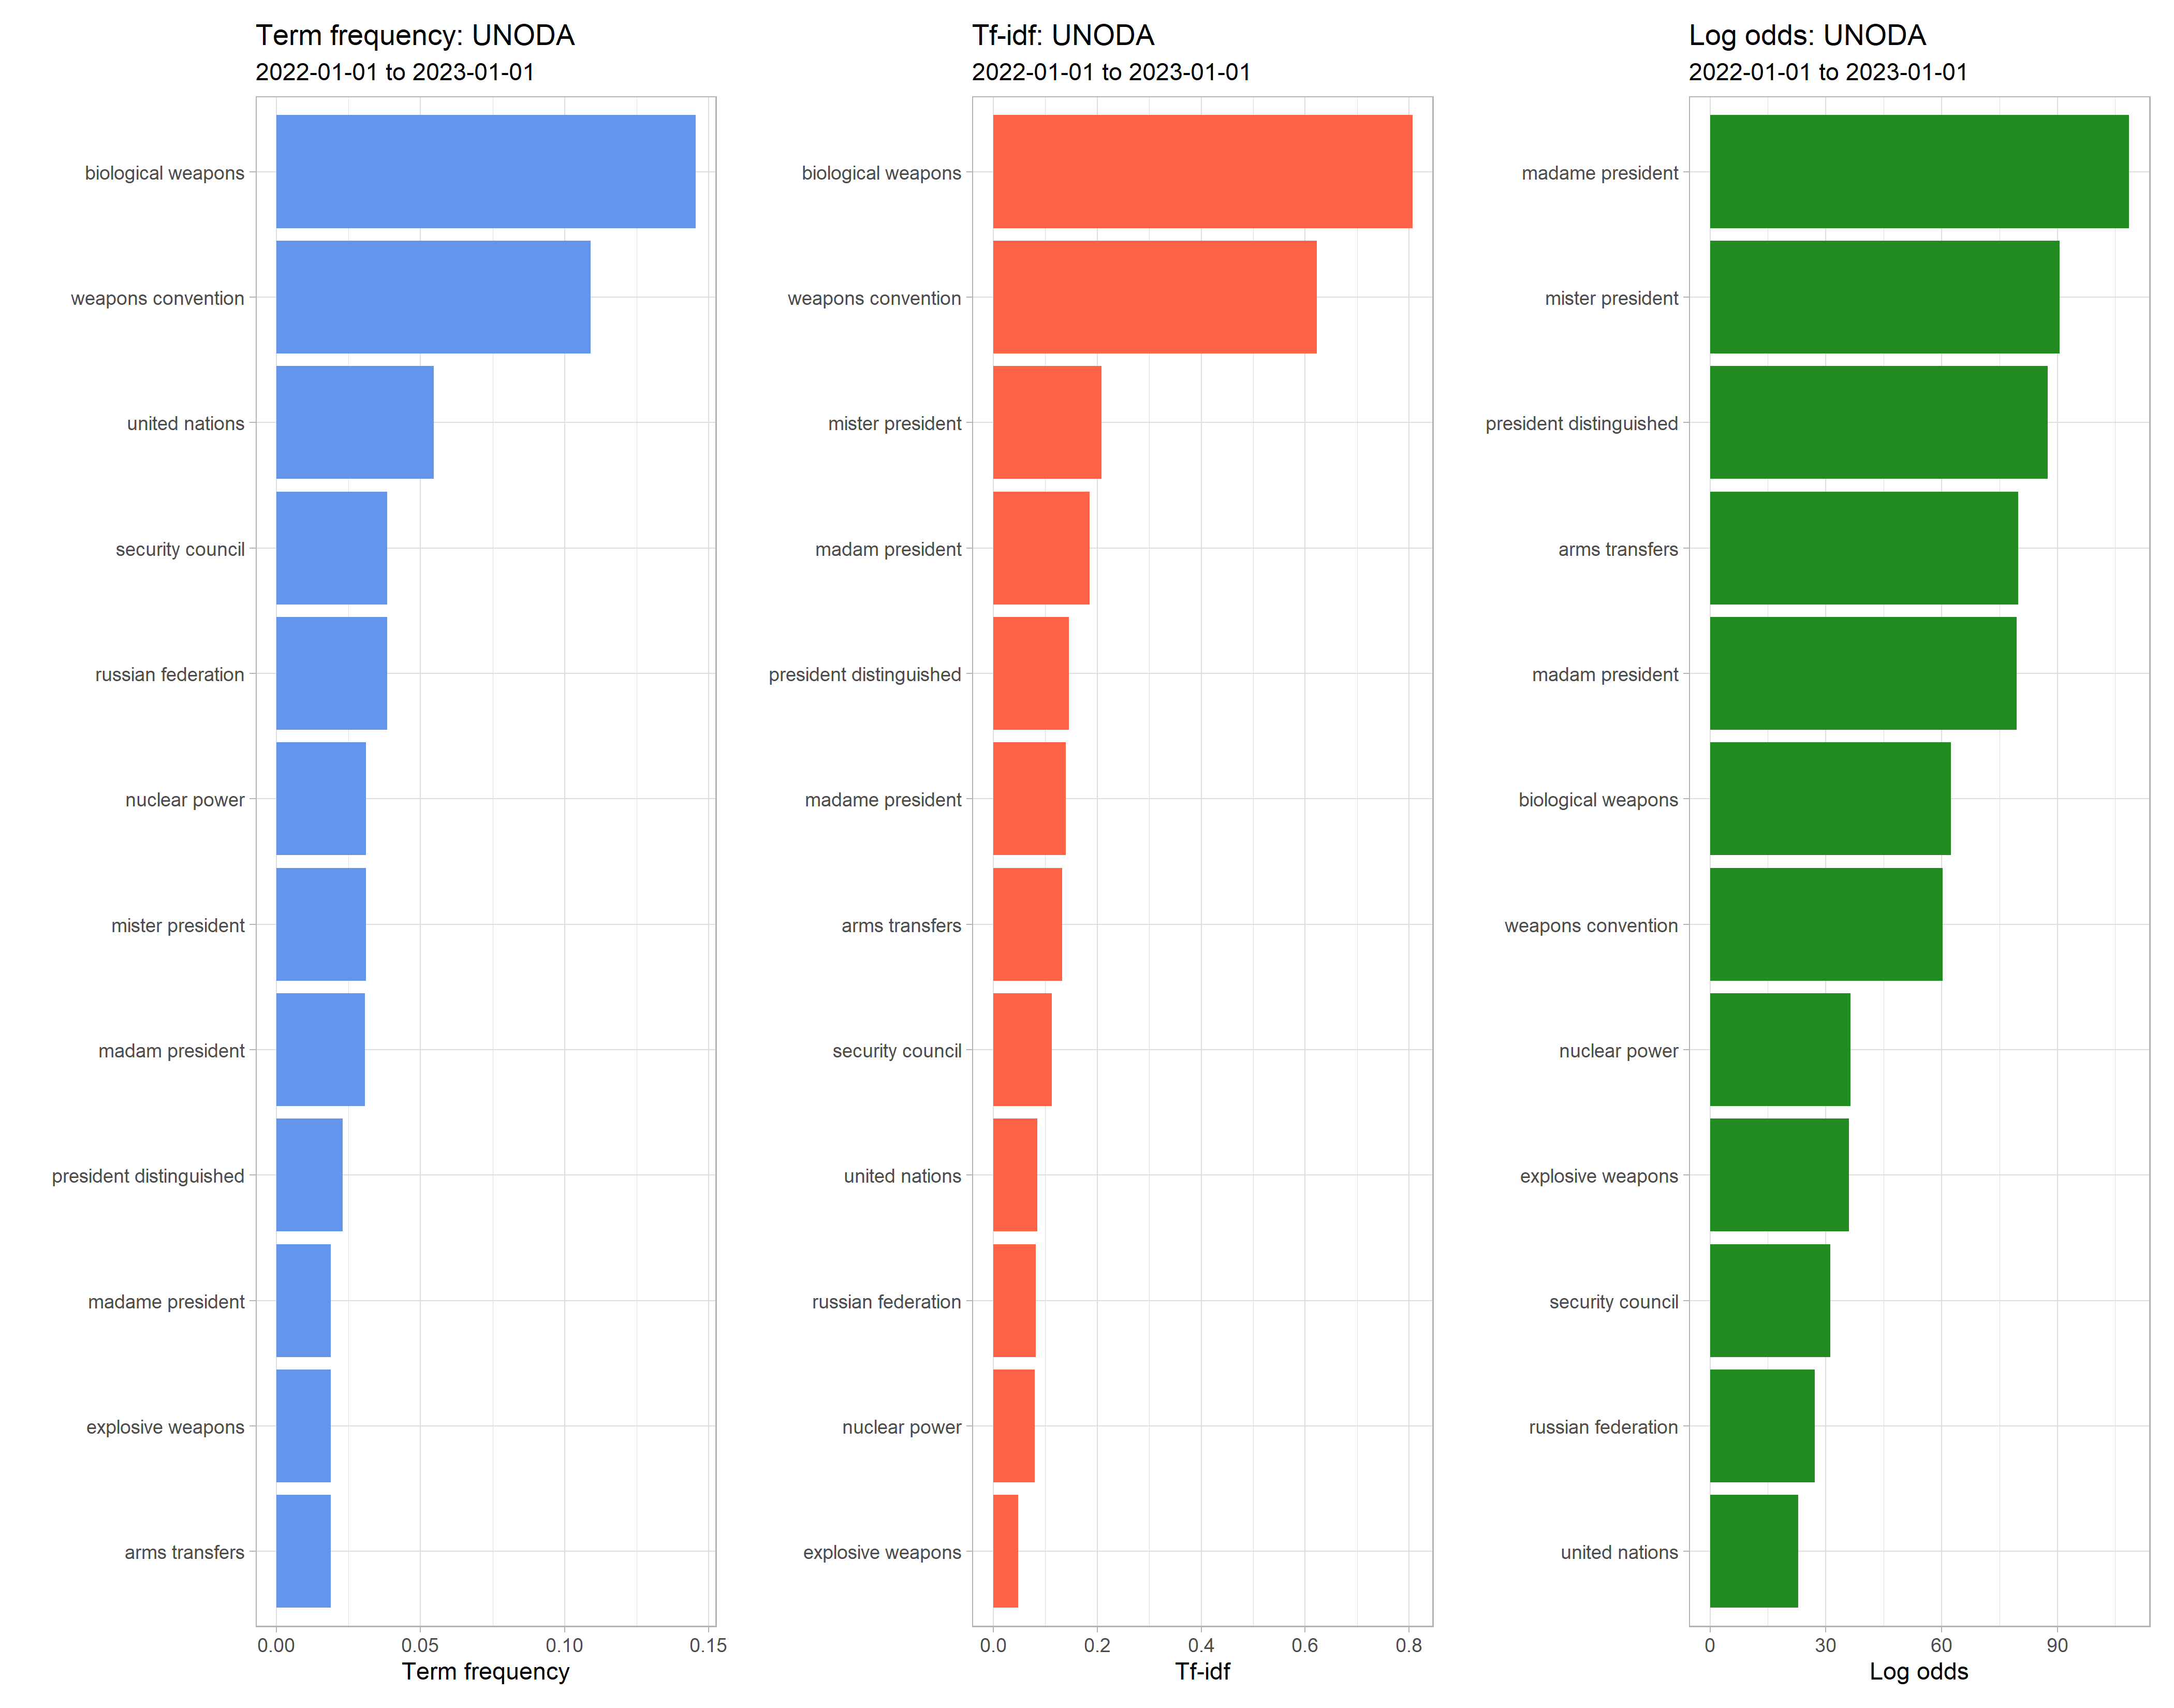 Term frequency: UNODA
2022-01-01 to 2023-01-01
biological weapons
weapons convention
united nations
security council
russian federation
nuclear power
mister president
madam president
president distinguished
madame president
explosive weapons
arms transfers
0.00 0.05 0.10 0.15
Term frequency
Tf-idf: UNODA
2022-01-01 to 2023-01-01
biological weapons
weapons convention
mister president
madam president
president distinguished
madame president
arms transfers
security council
united nations
russian federation
nuclear power
explosive weapons
0.0 0.2 0.4 0.6 0.8
Tf-idf
Log odds: UNODA
2022-01-01 to 2023-01-01
madame president
mister president
president distinguished
arms transfers
madam president
biological weapons
weapons convention
nuclear power
explosive weapons
security council
russian federation
united nations
0 30 60 90
Log odds